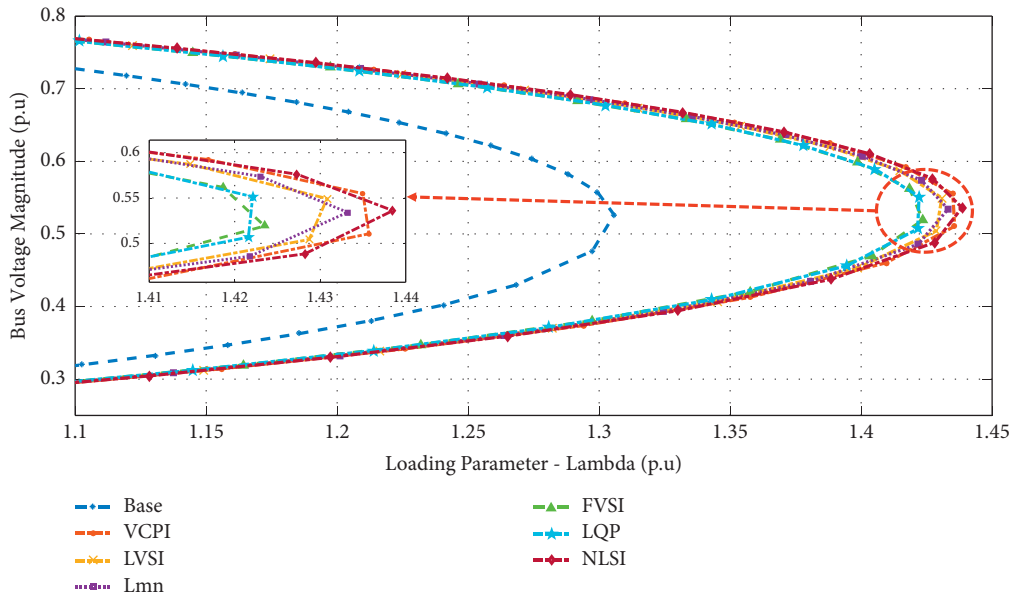 Bus Voltage Magnitude (p.u)
0.8
0.7
0.6
0.5
0.4
0.3
0.6
0.55
0.5
1.41
1.42
1.43
1.44
1.1
1.15
1.2
1.25
1.3
1.35
1.4
1.45
Loading Parameter - Lambda (p.u)
Base
VCPI
LVSI
Lmn
FVSI
LQP
NLSI